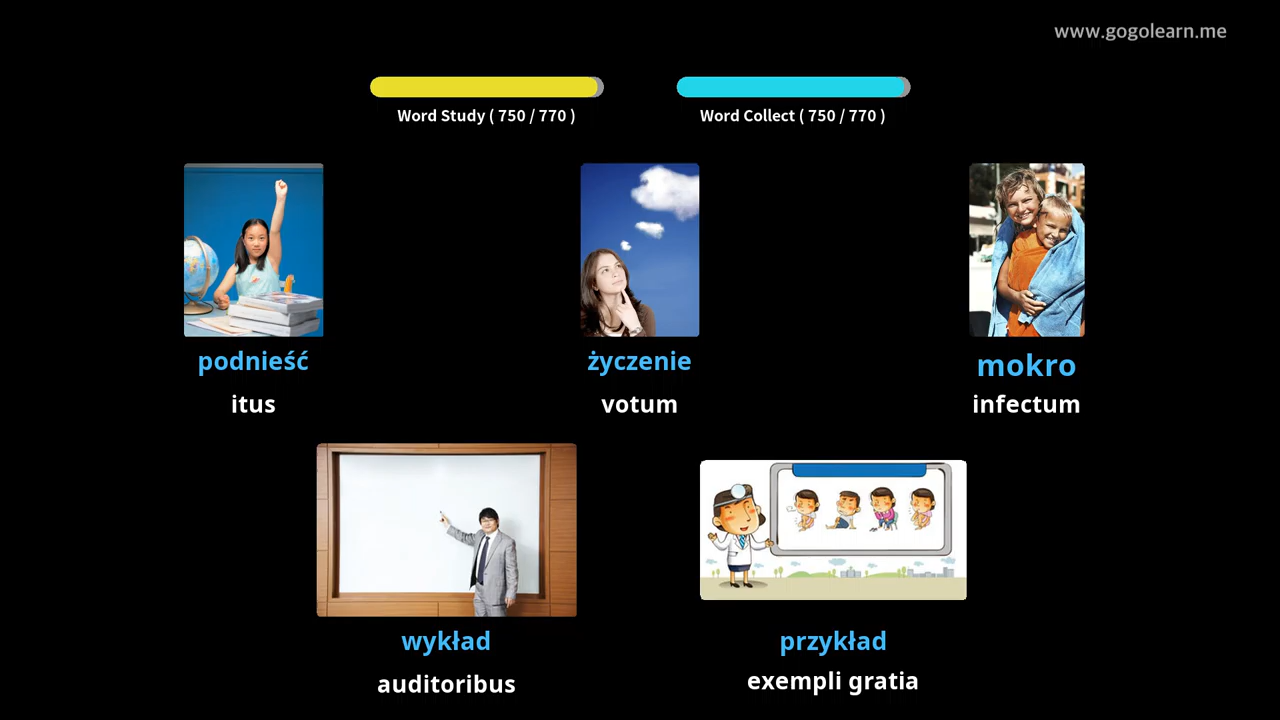 www.gogolearn.me
Word Study ( 750 / 770 )
Word Collect ( 750 / 770 )
podnieść
życzenie
mokro
itus
votum
infectum
wykład
przykład
auditoribus
exempli gratia